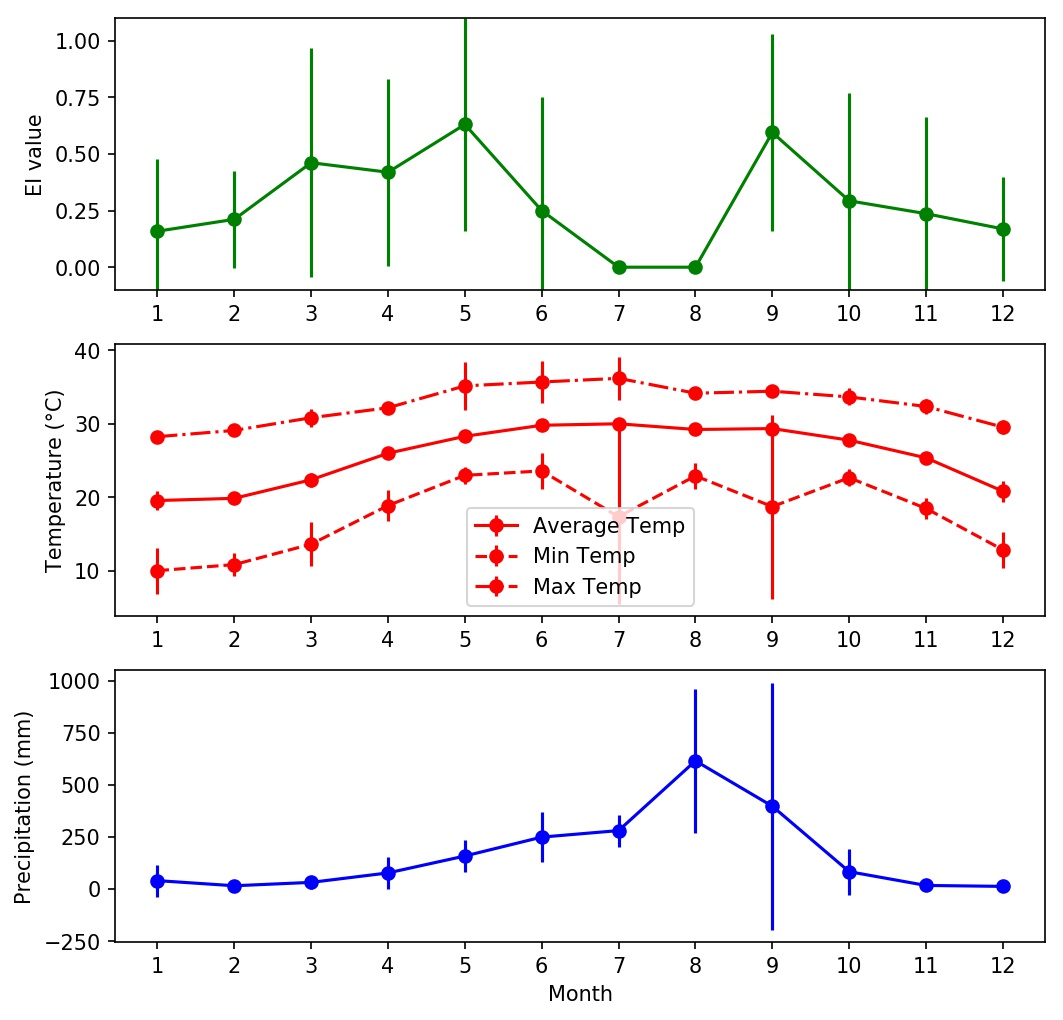 EI value
1.00
0.75
0.50
0.25
0.00
1 2 3 4 5 6 7 8 9 10 11 12
Temperature (°C)
40
30
20
10
Average Temp
Min Temp
Max Temp
1 2 3 4 5 6 7 8 9 10 11 12
Precipitation (mm)
1000
750
500
250
0
−250
1 2 3 4 5 6 7 8 9 10 11 12
Month